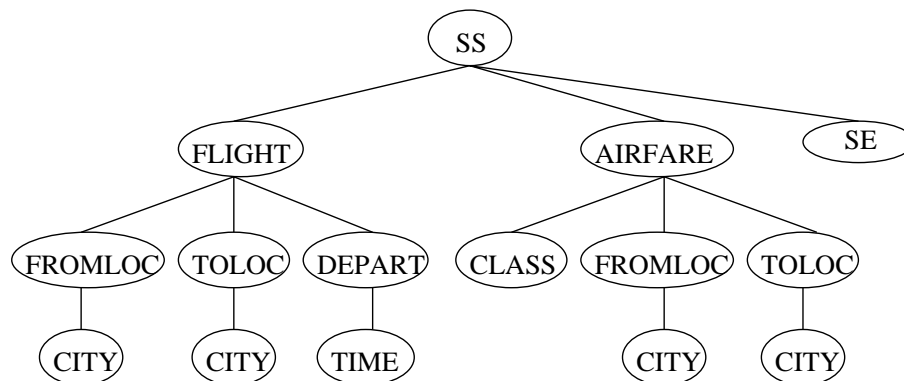 SS
FLIGHT AIRFARE SE
FROMLOC TOLOC DEPART CLASS FROMLOC TOLOC
CITY CITY TIME CITY CITY